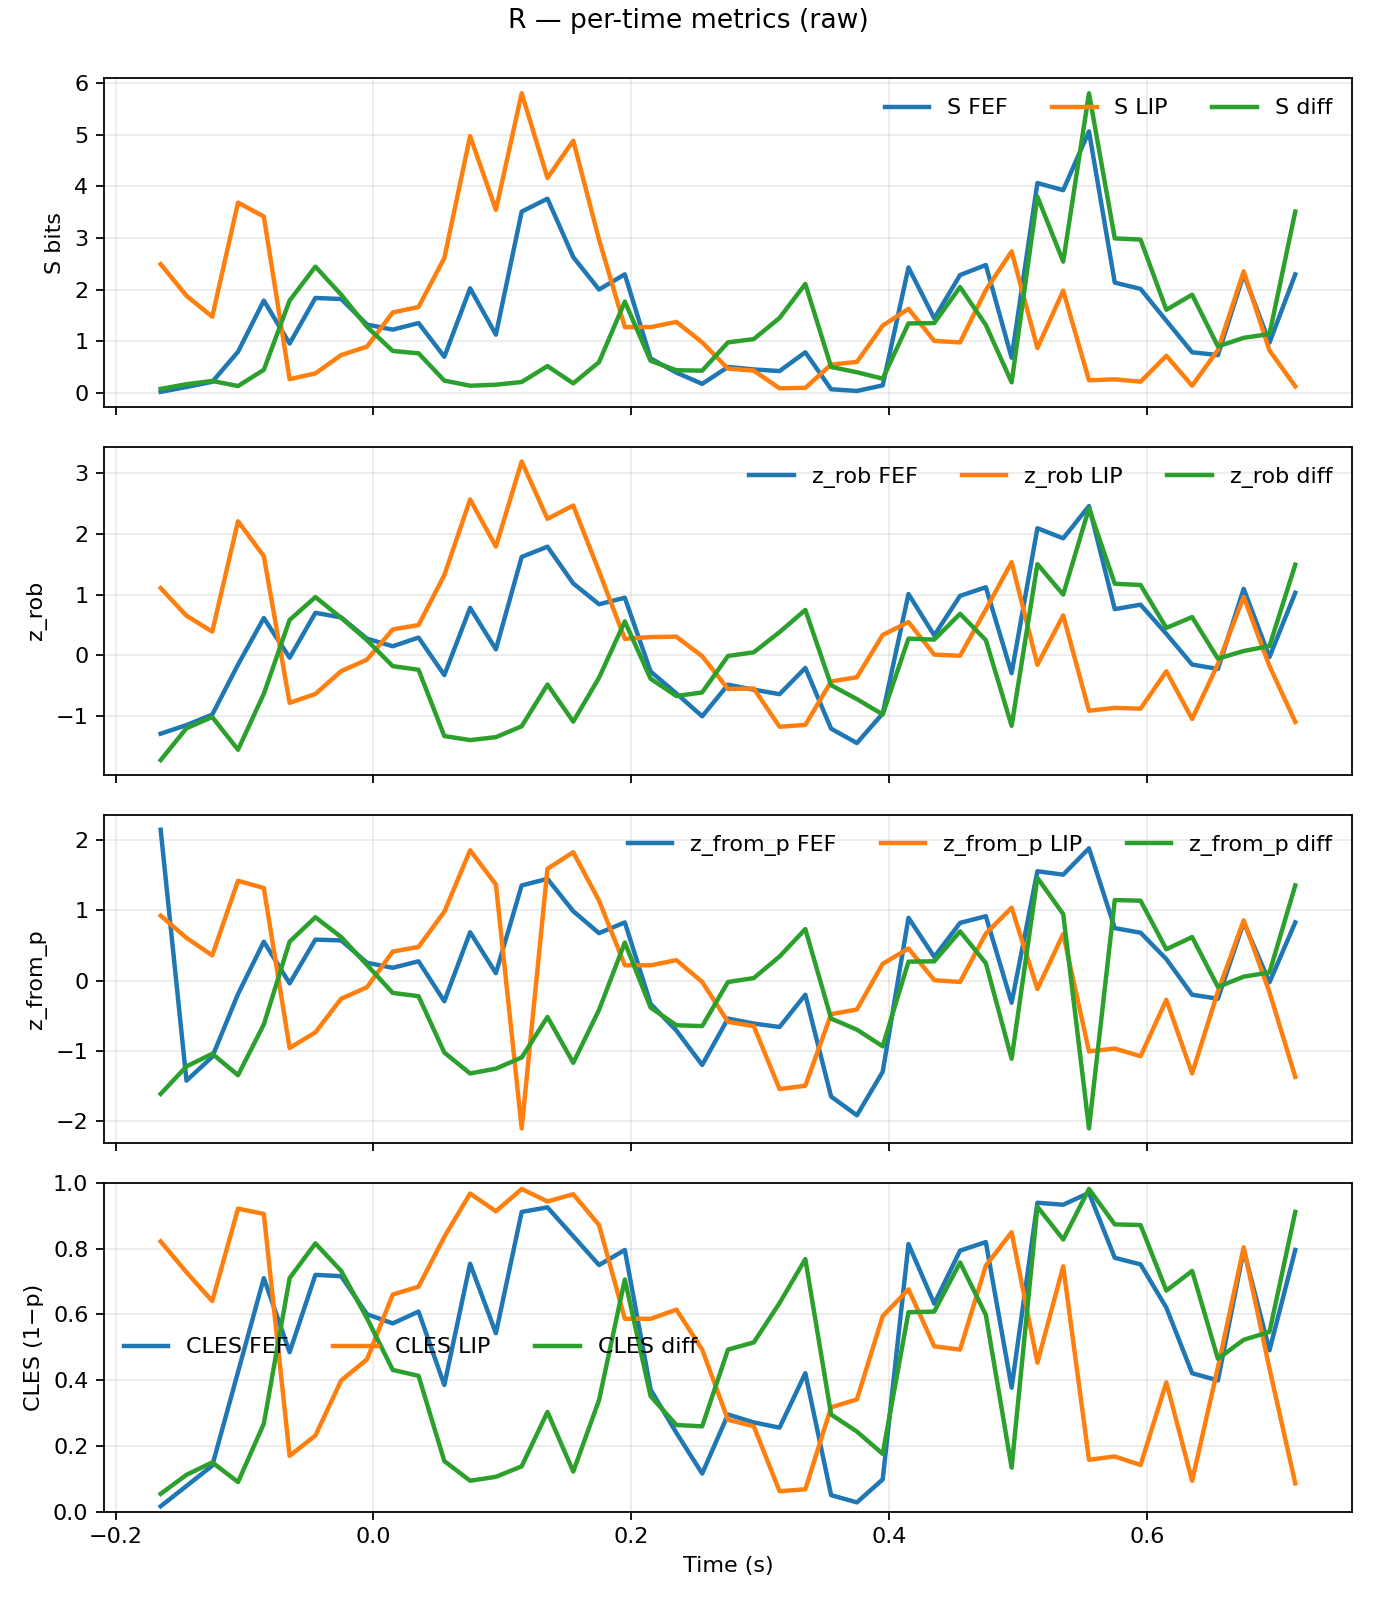 R — per-time metrics (raw)
6
5
4
3
2
1
0
S bits
S FEF
S LIP
S diff
3
2
1
0
−1
z_rob
z_rob FEF
z_rob LIP
z_rob diff
2
1
0
−1
−2
z_from_p
z_from_p FEF
z_from_p LIP
z_from_p diff
1.0
0.8
0.6
0.4
0.2
0.0
CLES (1−p)
CLES FEF
CLES LIP
CLES diff
−0.2
0.0
0.2
0.4
0.6
Time (s)